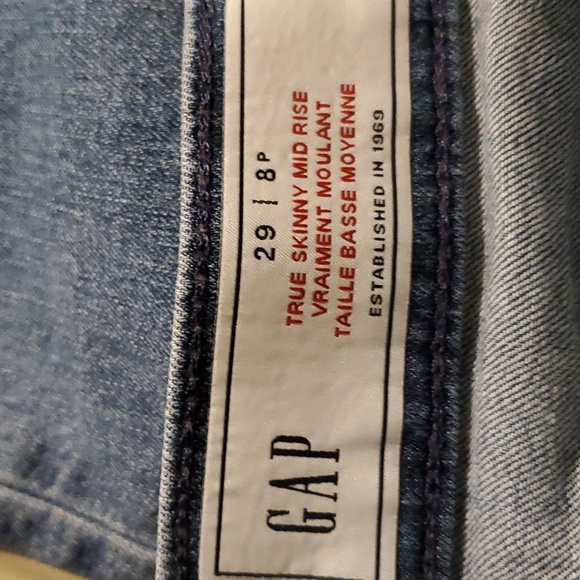 GAP
29 8P
TRUE SKINNY MID RISE
VRAIMENT MOULANT
TAILLE BASSE MOYENNE
ESTABLISHED IN 1969